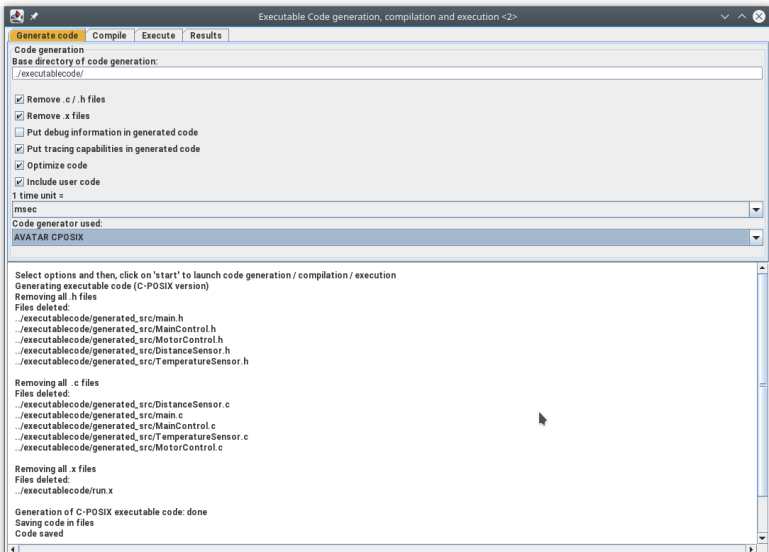 Executable Code generation, compilation and execution <2>
Generate code Compile Execute Results
Code generation
Base directory of code generation:
../executablecode/
Remove .c / .h files
Remove .x files
Put debug information in generated code
Put tracing capabilities in generated code
Optimize code
Include user code
1 time unit =
msec
Code generator used:
AVATAR CPOSIX
Select options and then, click on 'start' to launch code generation / compilation / execution
Generating executable code (C-POSIX version)
Removing all .h files
Files deleted:
../executablecode/generated_src/main.h
../executablecode/generated_src/MainControl.h
../executablecode/generated_src/MotorControl.h
../executablecode/generated_src/DistanceSensor.h
../executablecode/generated_src/TemperatureSensor.h
Removing all .c files
Files deleted:
../executablecode/generated_src/DistanceSensor.c
../executablecode/generated_src/main.c
../executablecode/generated_src/MainControl.c
../executablecode/generated_src/TemperatureSensor.c
../executablecode/generated_src/MotorControl.c
Removing all .x files
Files deleted:
../executablecode/run.x
Generation of C-POSIX executable code: done
Saving code in files
Code saved